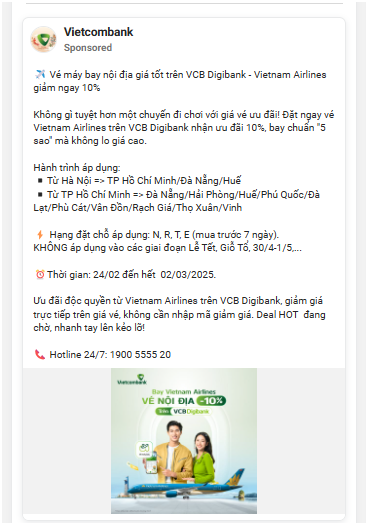 Vietcombank
Sponsored
✈️ Vé máy bay nội địa giá tốt trên VCB Digibank - Vietnam Airlines
giảm ngay 10%
Không gì tuyệt hơn một chuyến đi chơi với giá vé ưu đãi! Đặt ngay vé
Vietnam Airlines trên VCB Digibank nhận ưu đãi 10%, bay chuẩn "5
sao" mà không lo giá cao.
Hành trình áp dụng:
▪️ Từ Hà Nội => TP Hồ Chí Minh/Đà Nẵng/Huế
▪️ Từ TP Hồ Chí Minh => Đà Nẵng/Hải Phòng/Huế/Phú Quốc/Đà
Lạt/Phù Cát/Vân Đồn/Rạch Giá/Thọ Xuân/Vinh
⚡ Hạng đặt chỗ áp dụng: N, R, T, E (mua trước 7 ngày).
KHÔNG áp dụng vào các giai đoạn Lễ Tết, Giỗ Tổ, 30/4-1/5,...
⏰Thời gian: 24/02 đến hết 02/03/2025.
Ưu đãi độc quyền từ Vietnam Airlines trên VCB Digibank, giảm giá
trực tiếp trên giá vé, không cần nhập mã giảm giá. Deal HOT đang
chờ, nhanh tay lên kẻo lỡ!
📞 Hotline 24/7: 1900 5555 20
Vietcombank
Bay Vietnam Airlines
VÉ NỘI ĐỊA -10%
trên VCB Digibank